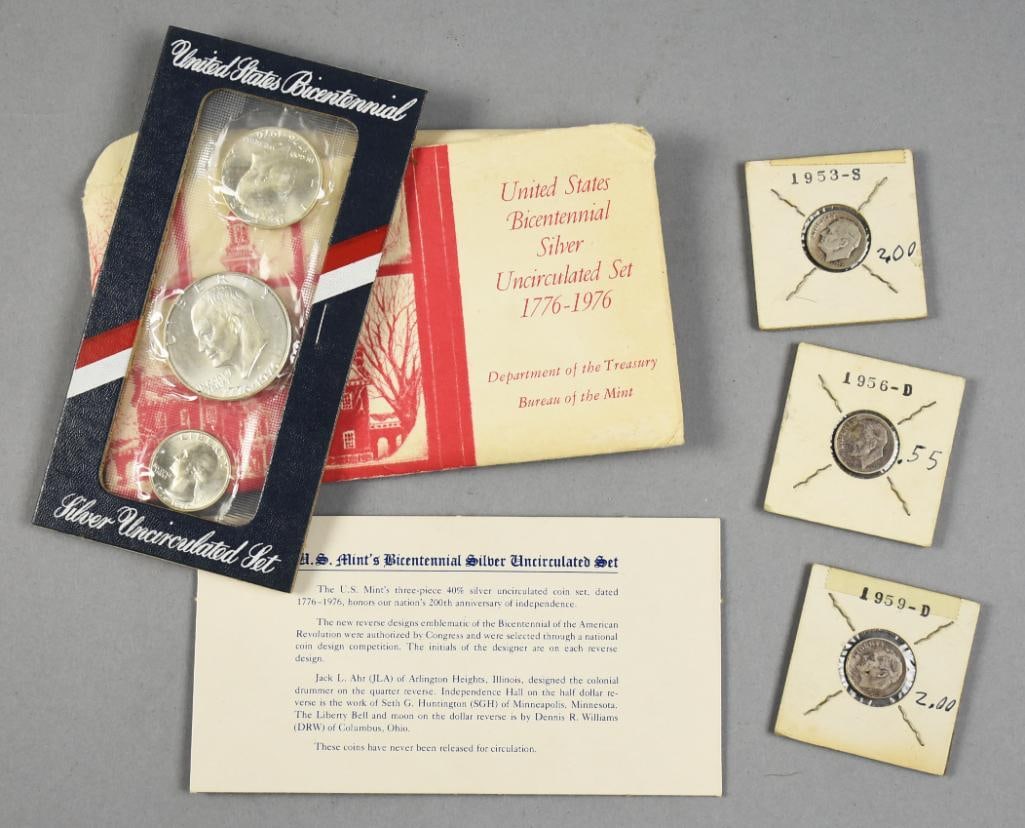 United States Bicentennial
Silver Uncirculated Set
LIBERTY
1776-1976
United States
Bicentennial
Silver
Uncirculated Set
1776-1976
Department of the Treasury
Bureau of the Mint
U.S. Mint's Bicentennial Silver Uncirculated Set
The U.S. Mint's three-piece 40% silver uncirculated coin set, dated
1776-1976, honors our nation's 200th anniversary of independence.
The new reverse designs emblematic of the Bicentennial of the American
Revolution were authorized by Congress and were selected through a national
coin design competition. The initials of the designer are on each reverse
design.
Jack L. Ahr (JLA) of Arlington Heights, Illinois, designed the colonial
drummer on the quarter reverse. Independence Hall on the half dollar re-
verse is the work of Seth G. Huntington (SGH) of Minneapolis, Minnesota.
The Liberty Bell and moon on the dollar reverse is by Dennis R. Williams
(DRW) of Columbus, Ohio.
These coins have never been released for circulation.
1953-S
2.00
1956-D
.55
1959-D
2.00